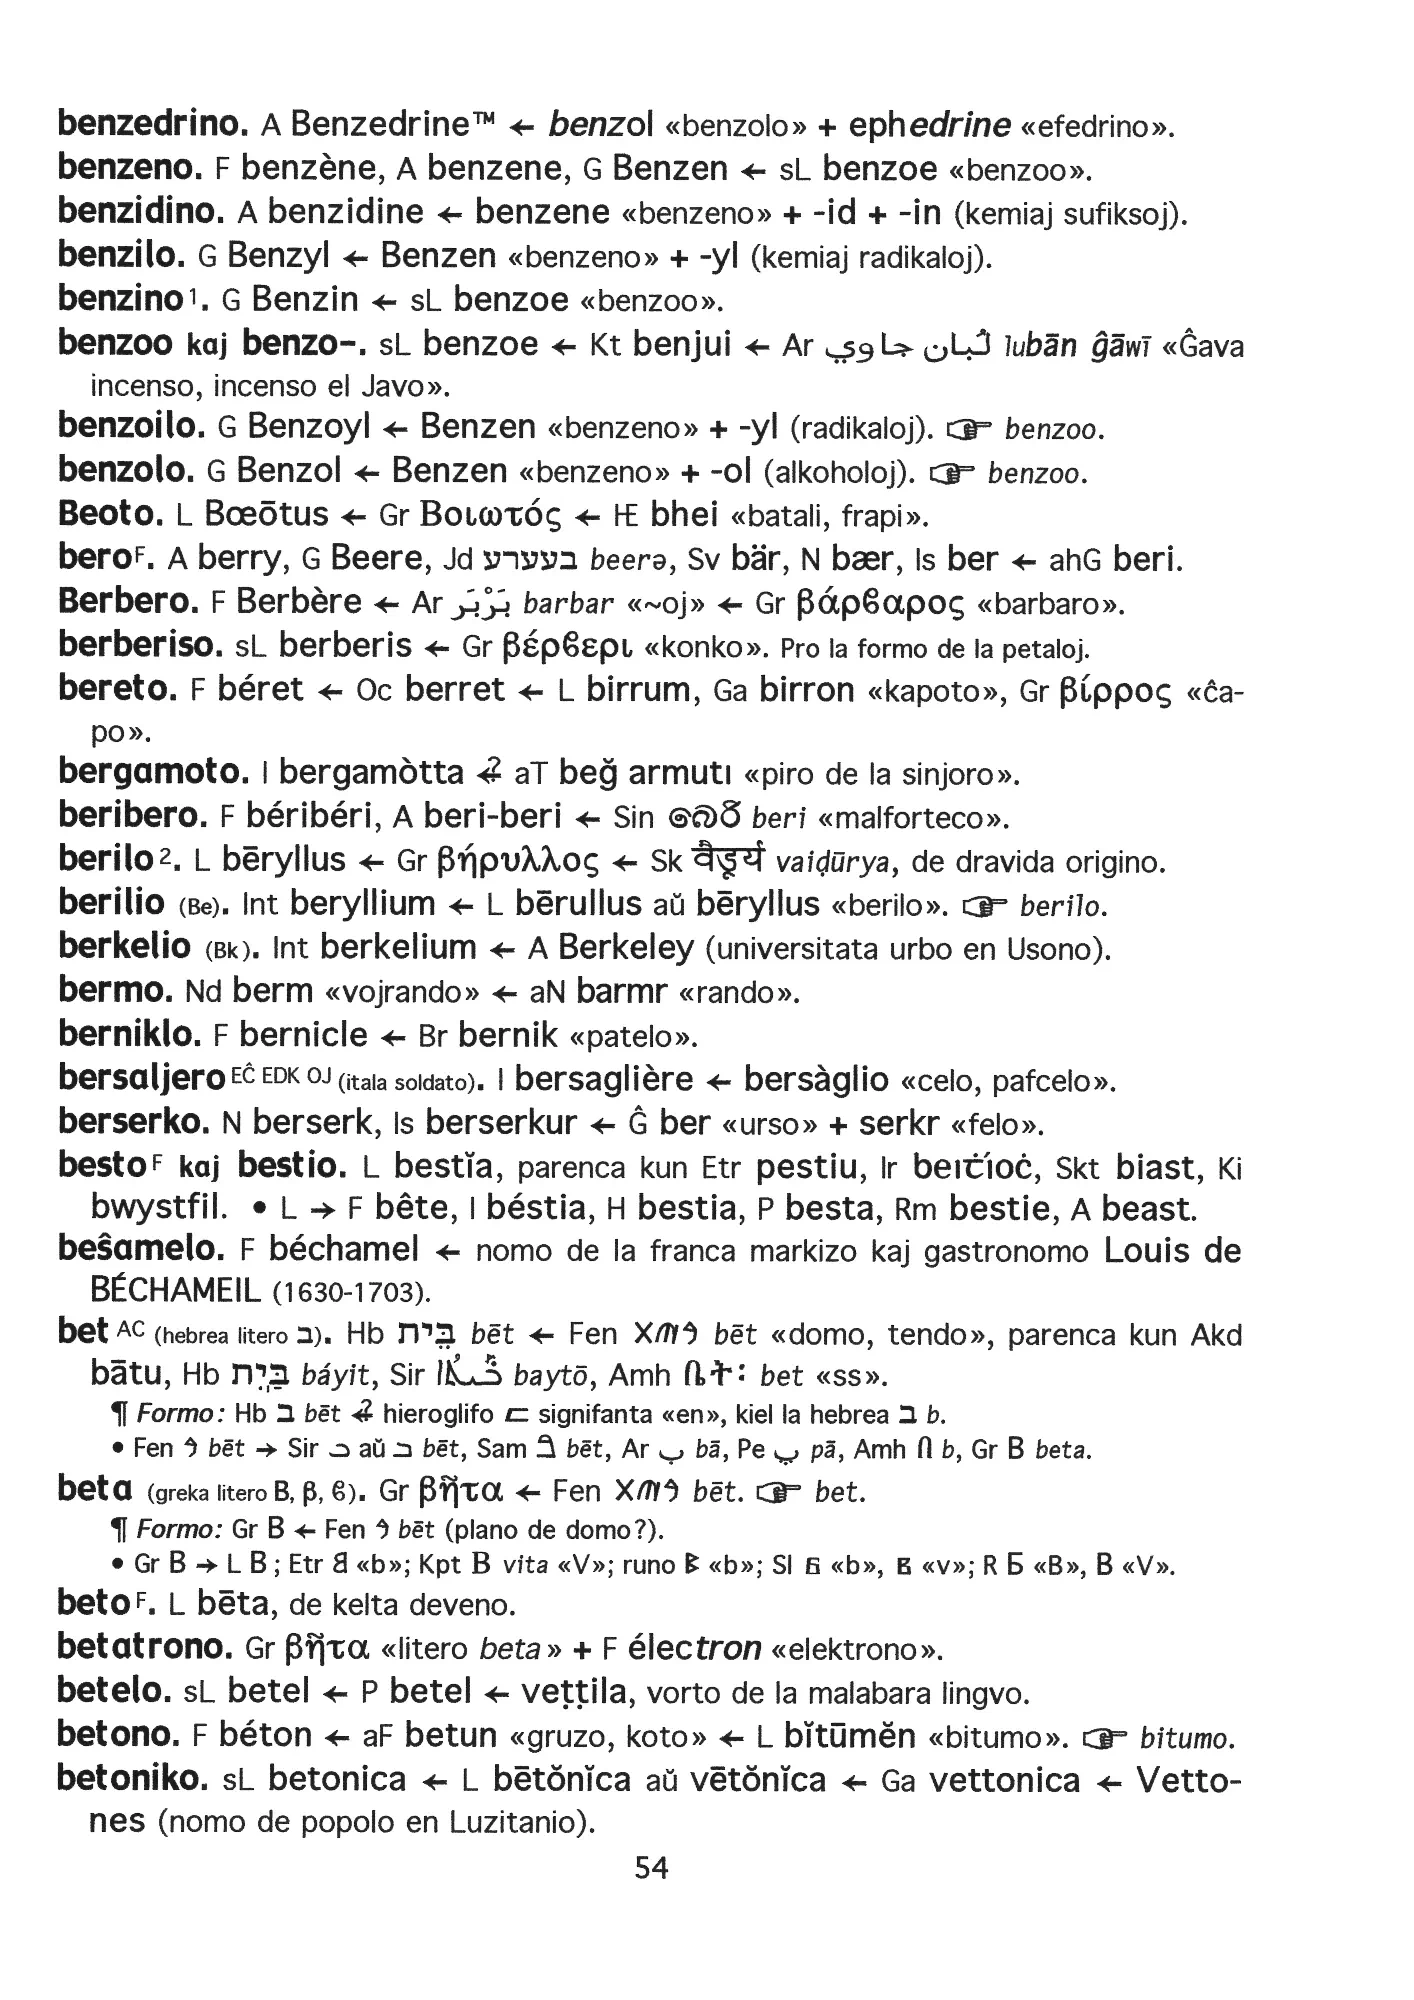 benzedrino. A Benzedrine™ ← benzol «benzolo» + ephedrine «efedrino».
benzeno. F benzène, A benzene, G Benzen ← sL benzoe «benzoo».
benzidino. A benzidine ← benzene «benzeno» + -id + -in (kemiaj sufiksoj).
benzilo. G Benzyl ← Benzen «benzeno» + -yl (kemiaj radikaloj).
benzino¹. G Benzin ← sL benzoe «benzoo».
benzoo kaj benzo-. sL benzoe ← Kt benjui ← Ar لُبان جاوي lubān ĝāwī «Ĝava
incenso, incenso el Javo».
benzoilo. G Benzoyl ← Benzen «benzeno» + -yl (radikaloj). ☞ benzoo.
benzolo. G Benzol ← Benzen «benzeno» + -ol (alkoholoj). ☞ benzoo.
Beoto. L Bœōtus ← Gr Βοιωτός ← IE bhei «batali, frapi».
bero F. A berry, G Beere, Jd בעערע beerə, Sv bär, N bær, Is ber ← ahG beri.
Berbero. F Berbère ← Ar بَرْبَر barbar «~oj» ← Gr βάρϐαρος «barbaro».
berberiso. sL berberis ← Gr βέρϐερι «konko». Pro la formo de la petaloj.
bereto. F béret ← Oc berret ← L birrum, Ga birron «kapoto», Gr βίρρος «ĉa-
po».
bergamoto. I bergamòtta ←? aT beğ armutı «piro de la sinjoro».
beribero. F béribéri, A beri-beri ← Sin බෙරි beri «malforteco».
berilo². L bēryllus ← Gr βήρυλλος ← Sk वैडूर्य vaiḍūrya, de dravida origino.
berilio (Be). Int beryllium ← L bērullus aŭ bēryllus «berilo». ☞ berilo.
berkelio (Bk). Int berkelium ← A Berkeley (universitata urbo en Usono).
bermo. Nd berm «vojrando» ← aN barmr «rando».
berniklo. F bernicle ← Br bernik «patelo».
bersaljero EĈ EDK OJ (itala soldato). I bersaglière ← bersàglio «celo, pafcelo».
berserko. N berserk, Is berserkur ← Ĝ ber «urso» + serkr «felo».
besto F kaj bestio. L bestĭa, parenca kun Etr pestiu, Ir beıṫíoċ, Skt biast, Ki
bwystfil. • L → F bête, I béstia, H bestia, P besta, Rm bestie, A beast.
beŝamelo. F béchamel ← nomo de la franca markizo kaj gastronomo Louis de
BÉCHAMEIL (1630-1703).
bet AC (hebrea litero ב). Hb בֵּית bēt ← Fen 𐤁𐤉𐤕 bēt «domo, tendo», parenca kun Akd
bātu, Hb בַּיִת báyit, Sir ܒܰܝܬܳܐ baytō, Amh ቤት፡ bet «ss».
¶ Formo: Hb ב bēt ←? hieroglifo signifanta «en», kiel la hebrea ב b.
• Fen 𐤁 bēt → Sir ܒ aŭ ܒ bēt, Sam ࠁ bēt, Ar ب bā, Pe پ pā, Amh በ b, Gr Β beta.
beta (greka litero Β, β, ϐ). Gr βῆτα ← Fen 𐤁𐤉𐤕 bēt. ☞ bet.
¶ Formo: Gr Β ← Fen 𐤁 bēt (plano de domo?).
• Gr Β → L B; Etr 𐌁 «b»; Kpt Ⲃ vita «V»; runo ᛒ «b»; Sl Б «b», В «v»; R Б «B», В «V».
beto F. L bēta, de kelta deveno.
betatrono. Gr βῆτα «litero beta» + F électron «elektrono».
betelo. sL betel ← P betel ← veṭṭila, vorto de la malabara lingvo.
betono. F béton ← aF betun «gruzo, koto» ← L bĭtūmĕn «bitumo». ☞ bitumo.
betoniko. sL betonica ← L bētŏnĭca aŭ vētŏnĭca ← Ga vettonica ← Vetto-
nes (nomo de popolo en Luzitanio).
54